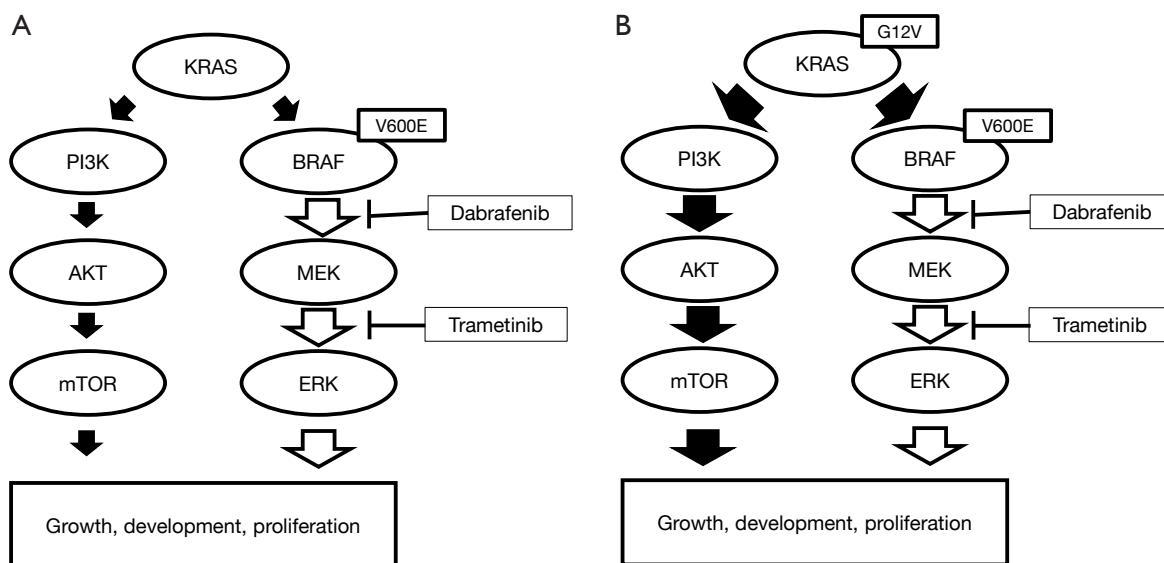 A
KRAS
PI3K
V600E
BRAF
Dabrafenib
AKT
MEK
Trametinib
mTOR
ERK
Growth, development, proliferation
B
G12V
KRAS
V600E
PI3K
BRAF
Dabrafenib
AKT
MEK
Trametinib
mTOR
ERK
Growth, development, proliferation